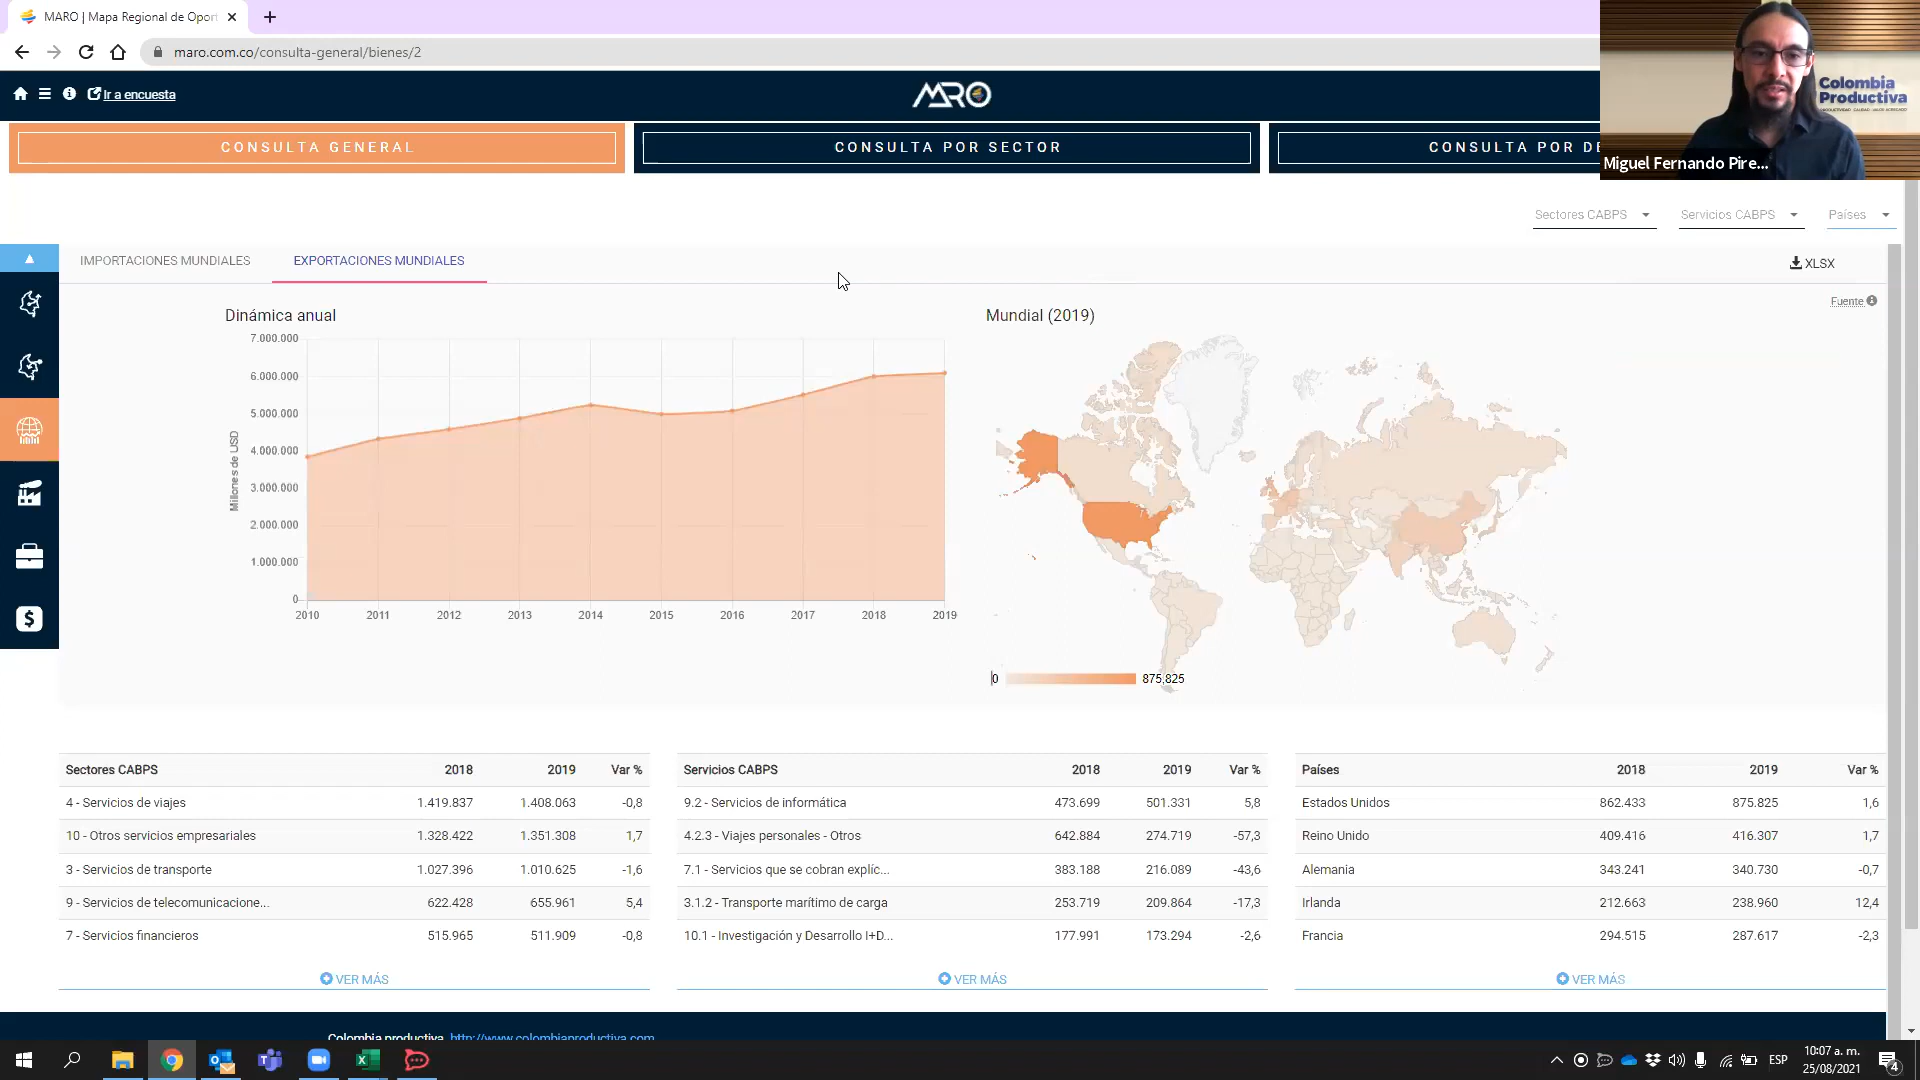 MARO | Mapa Regional de Oport
maro.com.co/consulta-general/bienes/2
Colombia
Productiva
Miguel Fernando Pire...
Ir a encuesta
MRO
CONSULTA GENERAL
CONSULTA POR SECTOR
CONSULTA POR DE
Sectores CABPS
Servicios CABPS
Países
IMPORTACIONES MUNDIALES
EXPORTACIONES MUNDIALES
XLSX
Fuente
Dinámica anual
Mundial (2019)
Millones de USD
7.000.000
6.000.000
5.000.000
4.000.000
3.000.000
2.000.000
1.000.000
0
2010 2011 2012 2013 2014 2015 2016 2017 2018 2019
0 875,825
Sectores CABPS 2018 2019 Var %
4 - Servicios de viajes 1.419.837 1.408.063 -0,8
10 - Otros servicios empresariales 1.328.422 1.351.308 1,7
3 - Servicios de transporte 1.027.396 1.010.625 -1,6
9 - Servicios de telecomunicacione... 622.428 655.961 5,4
7 - Servicios financieros 515.965 511.909 -0,8
VER MÁS
Servicios CABPS 2018 2019 Var %
9.2 - Servicios de informática 473.699 501.331 5,8
4.2.3 - Viajes personales - Otros 642.884 274.719 -57,3
7.1 - Servicios que se cobran explíc... 383.188 216.089 -43,6
3.1.2 - Transporte marítimo de carga 253.719 209.864 -17,3
10.1 - Investigación y Desarrollo I+D... 177.991 173.294 -2,6
VER MÁS
Países 2018 2019 Var %
Estados Unidos 862.433 875.825 1,6
Reino Unido 409.416 416.307 1,7
Alemania 343.241 340.730 -0,7
Irlanda 212.663 238.960 12,4
Francia 294.515 287.617 -2,3
VER MÁS
Colombia productiva http://www.colombiaproductiva.com
ESP
10:07 a. m.
25/08/2021
4